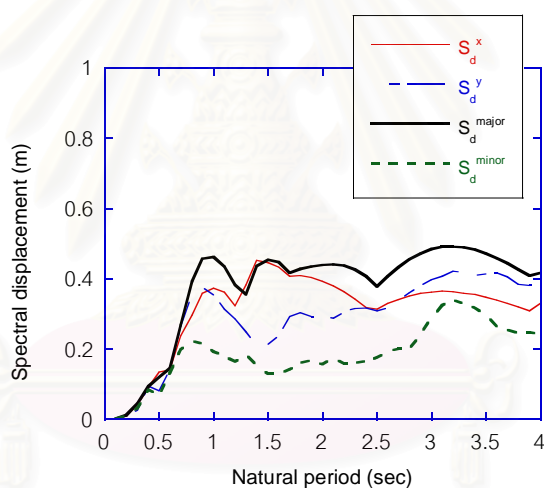 S_d^x
S_d^y
S_d^major
S_d^minor
1
0.8
0.6
0.4
0.2
0
Spectral displacement (m)
0 0.5 1 1.5 2 2.5 3 3.5 4
Natural period (sec)